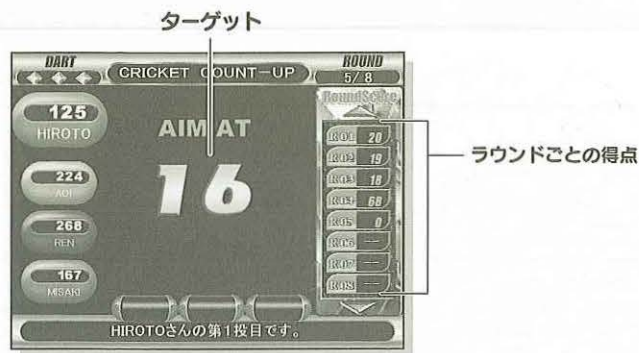 ターゲット
DART
CRICKET COUNT-UP
ROUND
5/8
RoundScore
125
HIROTO
AIM AT
16
224
AOI
268
REN
167
MISAKI
R01 20
R02 19
R03 18
R04 68
R05 0
R06 --
R07 --
R08 --
ラウンドごとの得点
HIROTOさんの第1投目です。